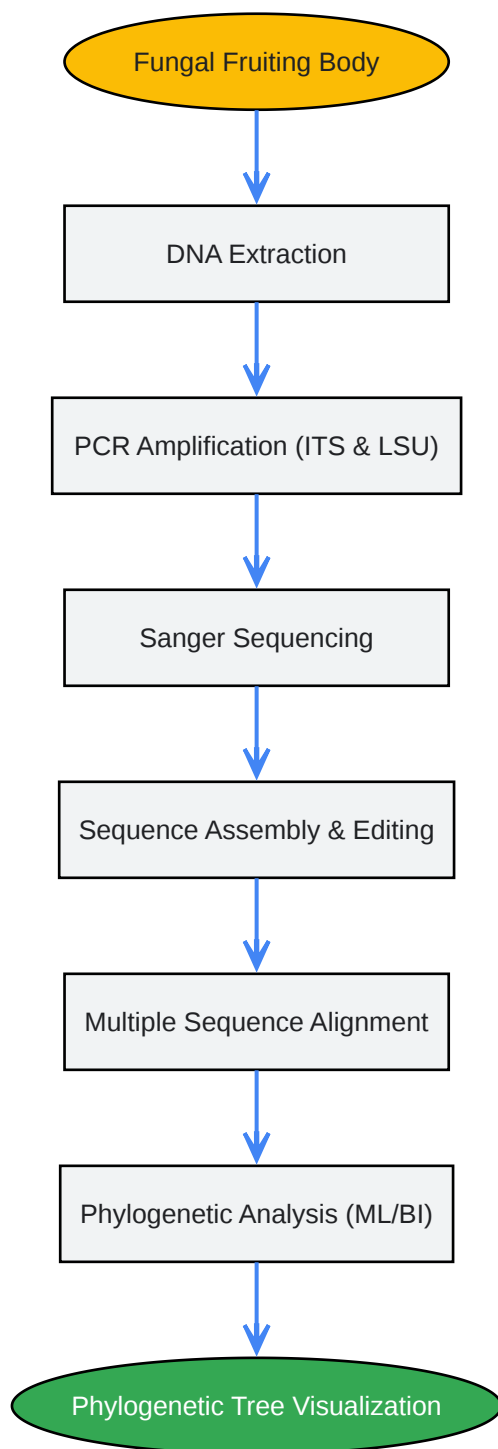 Fungal Fruiting Body
DNA Extraction
PCR Amplification (ITS & LSU)
Sanger Sequencing
Sequence Assembly & Editing
Multiple Sequence Alignment
Phylogenetic Analysis (ML/BI)
Phylogenetic Tree Visualization